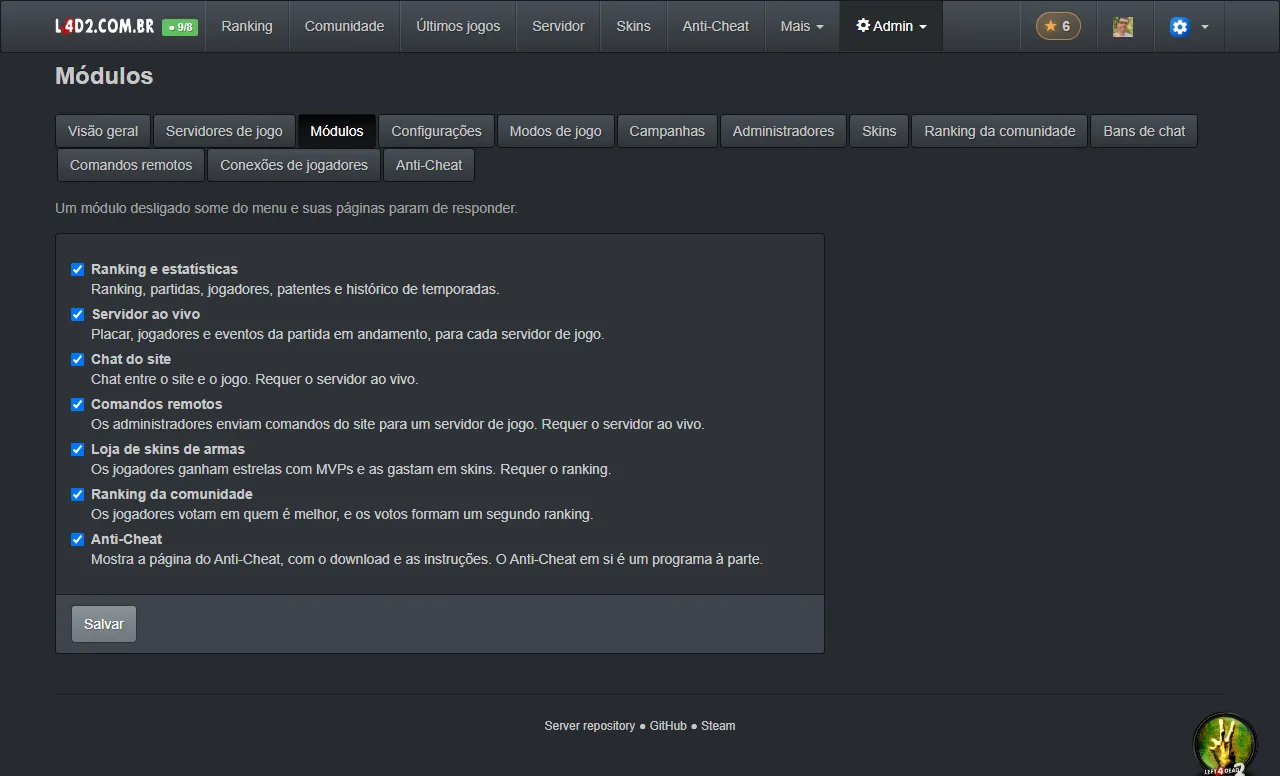 L4D2.COM.BR ● 9/8 Ranking Comunidade Últimos jogos Servidor Skins Anti-Cheat Mais Admin ★ 6
Módulos
Visão geral Servidores de jogo Módulos Configurações Modos de jogo Campanhas Administradores Skins Ranking da comunidade Bans de chat
Comandos remotos Conexões de jogadores Anti-Cheat
Um módulo desligado some do menu e suas páginas param de responder.
Ranking e estatísticas
Ranking, partidas, jogadores, patentes e histórico de temporadas.
Servidor ao vivo
Placar, jogadores e eventos da partida em andamento, para cada servidor de jogo.
Chat do site
Chat entre o site e o jogo. Requer o servidor ao vivo.
Comandos remotos
Os administradores enviam comandos do site para um servidor de jogo. Requer o servidor ao vivo.
Loja de skins de armas
Os jogadores ganham estrelas com MVPs e as gastam em skins. Requer o ranking.
Ranking da comunidade
Os jogadores votam em quem é melhor, e os votos formam um segundo ranking.
Anti-Cheat
Mostra a página do Anti-Cheat, com o download e as instruções. O Anti-Cheat em si é um programa à parte.
Salvar
Server repository ● GitHub ● Steam
LEFT 4 DEAD 2